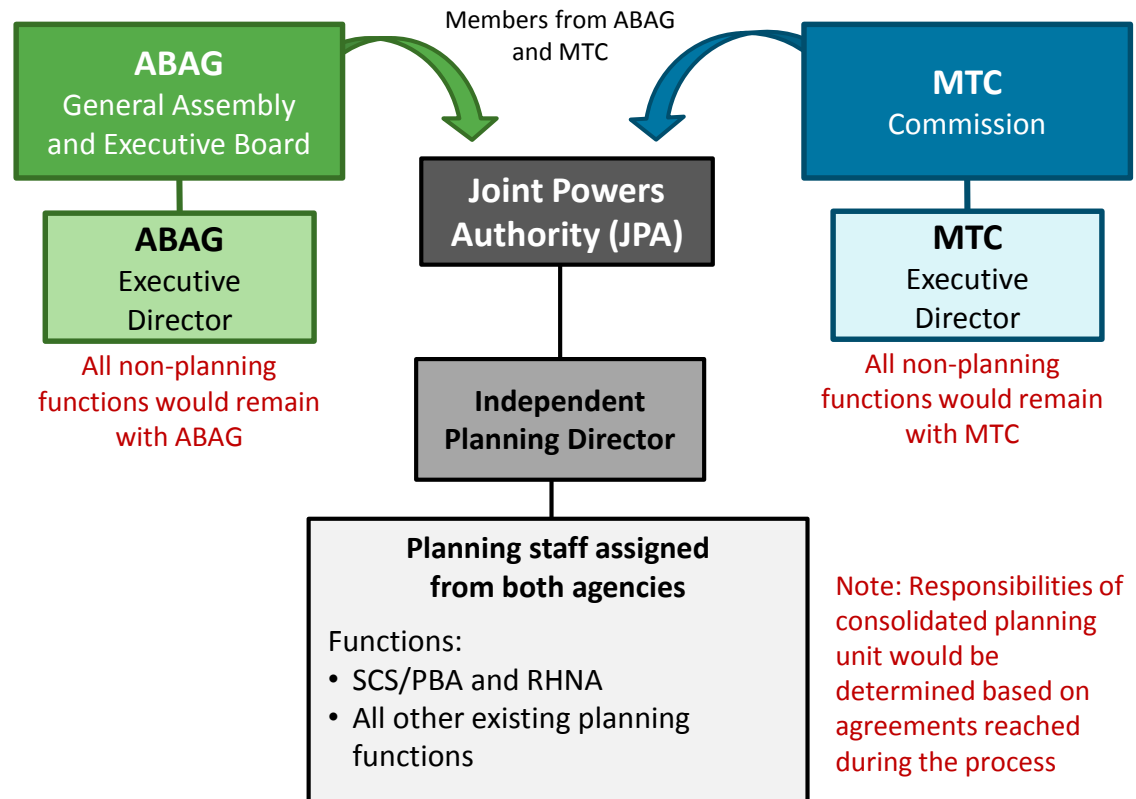 Members from ABAG
and MTC
ABAG
General Assembly
and Executive Board
MTC
Commission
Joint Powers
Authority (JPA)
ABAG
Executive
Director
MTC
Executive
Director
All non-planning
functions would remain
with ABAG
All non-planning
functions would remain
with MTC
Independent
Planning Director
Planning staff assigned
from both agencies
Functions:
• SCS/PBA and RHNA
• All other existing planning
functions
Note: Responsibilities of
consolidated planning
unit would be
determined based on
agreements reached
during the process